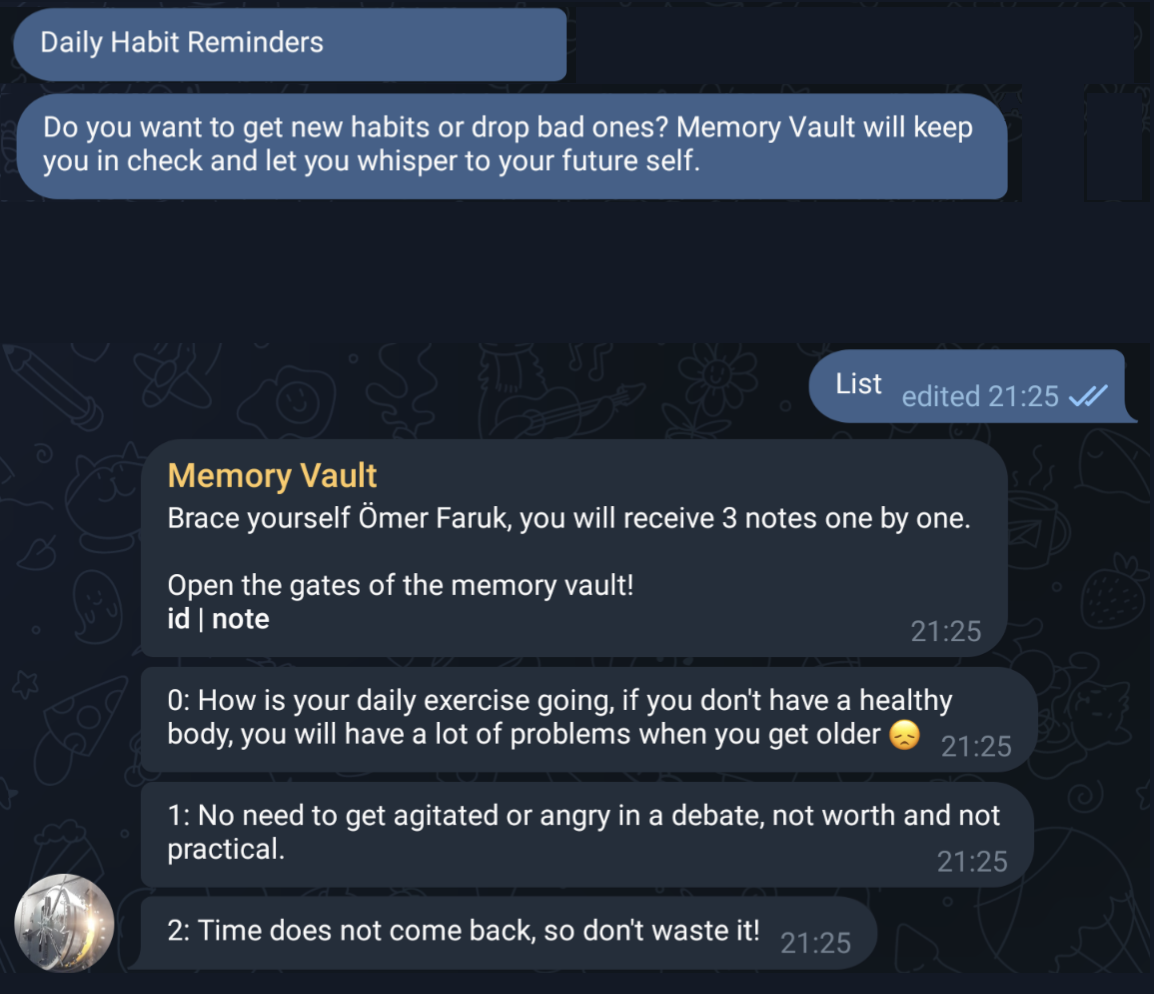 Daily Habit Reminders
Do you want to get new habits or drop bad ones? Memory Vault will keep
you in check and let you whisper to your future self.
List edited 21:25
Memory Vault
Brace yourself Ömer Faruk, you will receive 3 notes one by one.
Open the gates of the memory vault!
id | note
21:25
0: How is your daily exercise going, if you don't have a healthy
body, you will have a lot of problems when you get older 😞 21:25
1: No need to get agitated or angry in a debate, not worth and not
practical.
21:25
2: Time does not come back, so don't waste it! 21:25